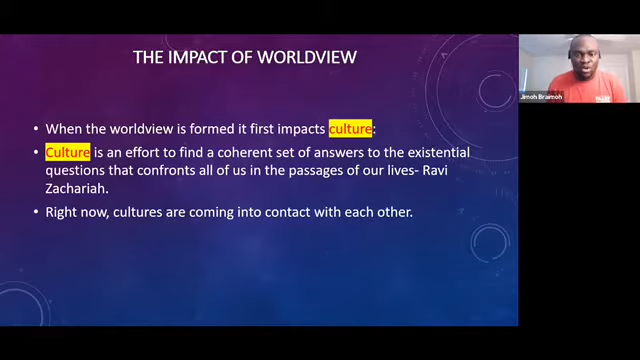 THE IMPACT OF WORLDVIEW
Jimoh Braimoh
• When the worldview is formed it first impacts culture:
• Culture is an effort to find a coherent set of answers to the existential
questions that confronts all of us in the passages of our lives- Ravi
Zachariah.
• Right now, cultures are coming into contact with each other.